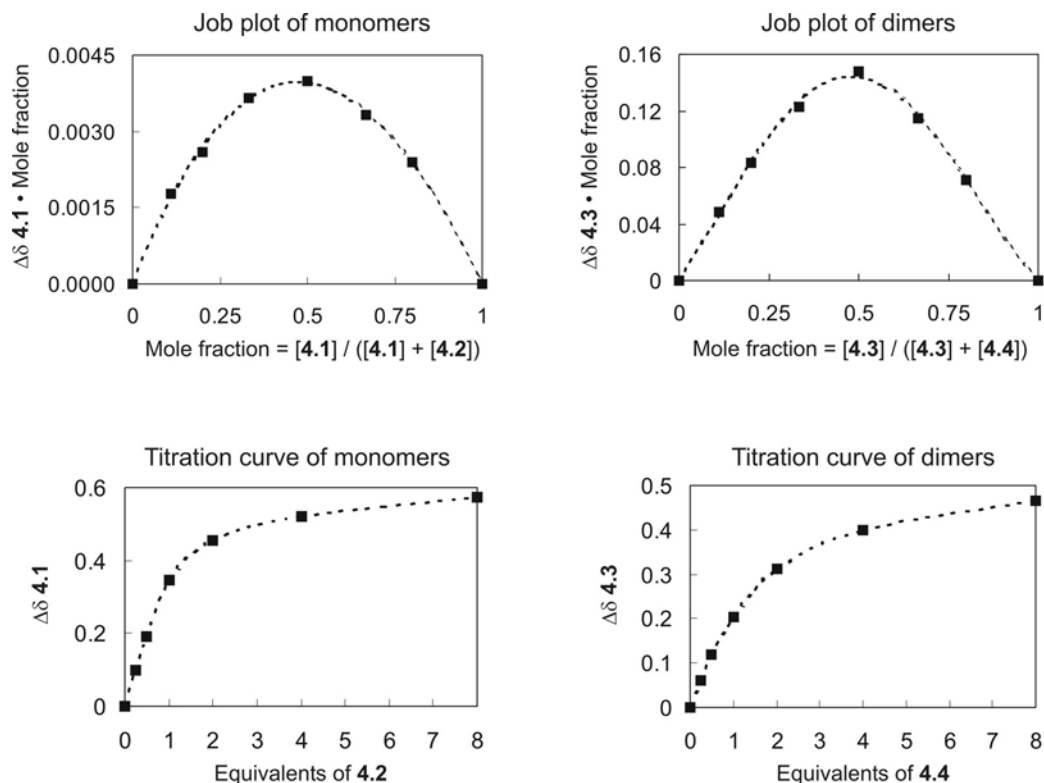 Job plot of monomers
Δδ 4.1 • Mole fraction
0.0045
0.0030
0.0015
0.0000
0 0.25 0.5 0.75 1
Mole fraction = [4.1] / ([4.1] + [4.2])
Job plot of dimers
Δδ 4.3 • Mole fraction
0.16
0.12
0.08
0.04
0
0 0.25 0.5 0.75 1
Mole fraction = [4.3] / ([4.3] + [4.4])
Titration curve of monomers
Δδ 4.1
0.6
0.4
0.2
0
0 1 2 3 4 5 6 7 8
Equivalents of 4.2
Titration curve of dimers
Δδ 4.3
0.5
0.4
0.3
0.2
0.1
0
0 1 2 3 4 5 6 7 8
Equivalents of 4.4